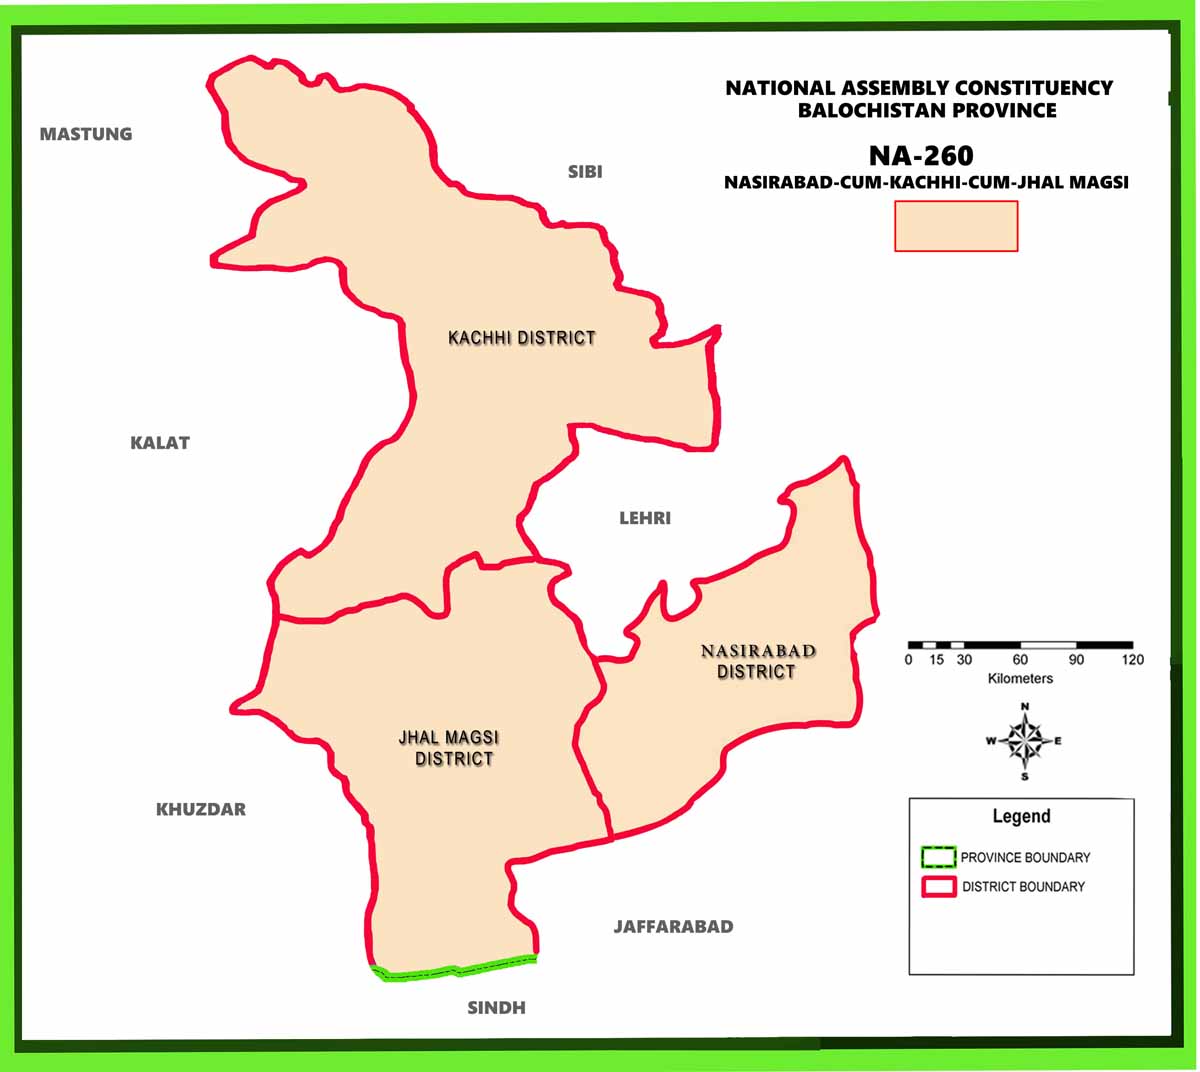 NATIONAL ASSEMBLY CONSTITUENCY
BALOCHISTAN PROVINCE
NA-260
NASIRABAD-CUM-KACHHI-CUM-JHAL MAGSI
MASTUNG
SIBI
KACHHI DISTRICT
KALAT
LEHRI
NASIRABAD
DISTRICT
0 15 30 60 90 120
Kilometers
N
W E
S
JHAL MAGSI
DISTRICT
KHUZDAR
Legend
PROVINCE BOUNDARY
DISTRICT BOUNDARY
JAFFARABAD
SINDH